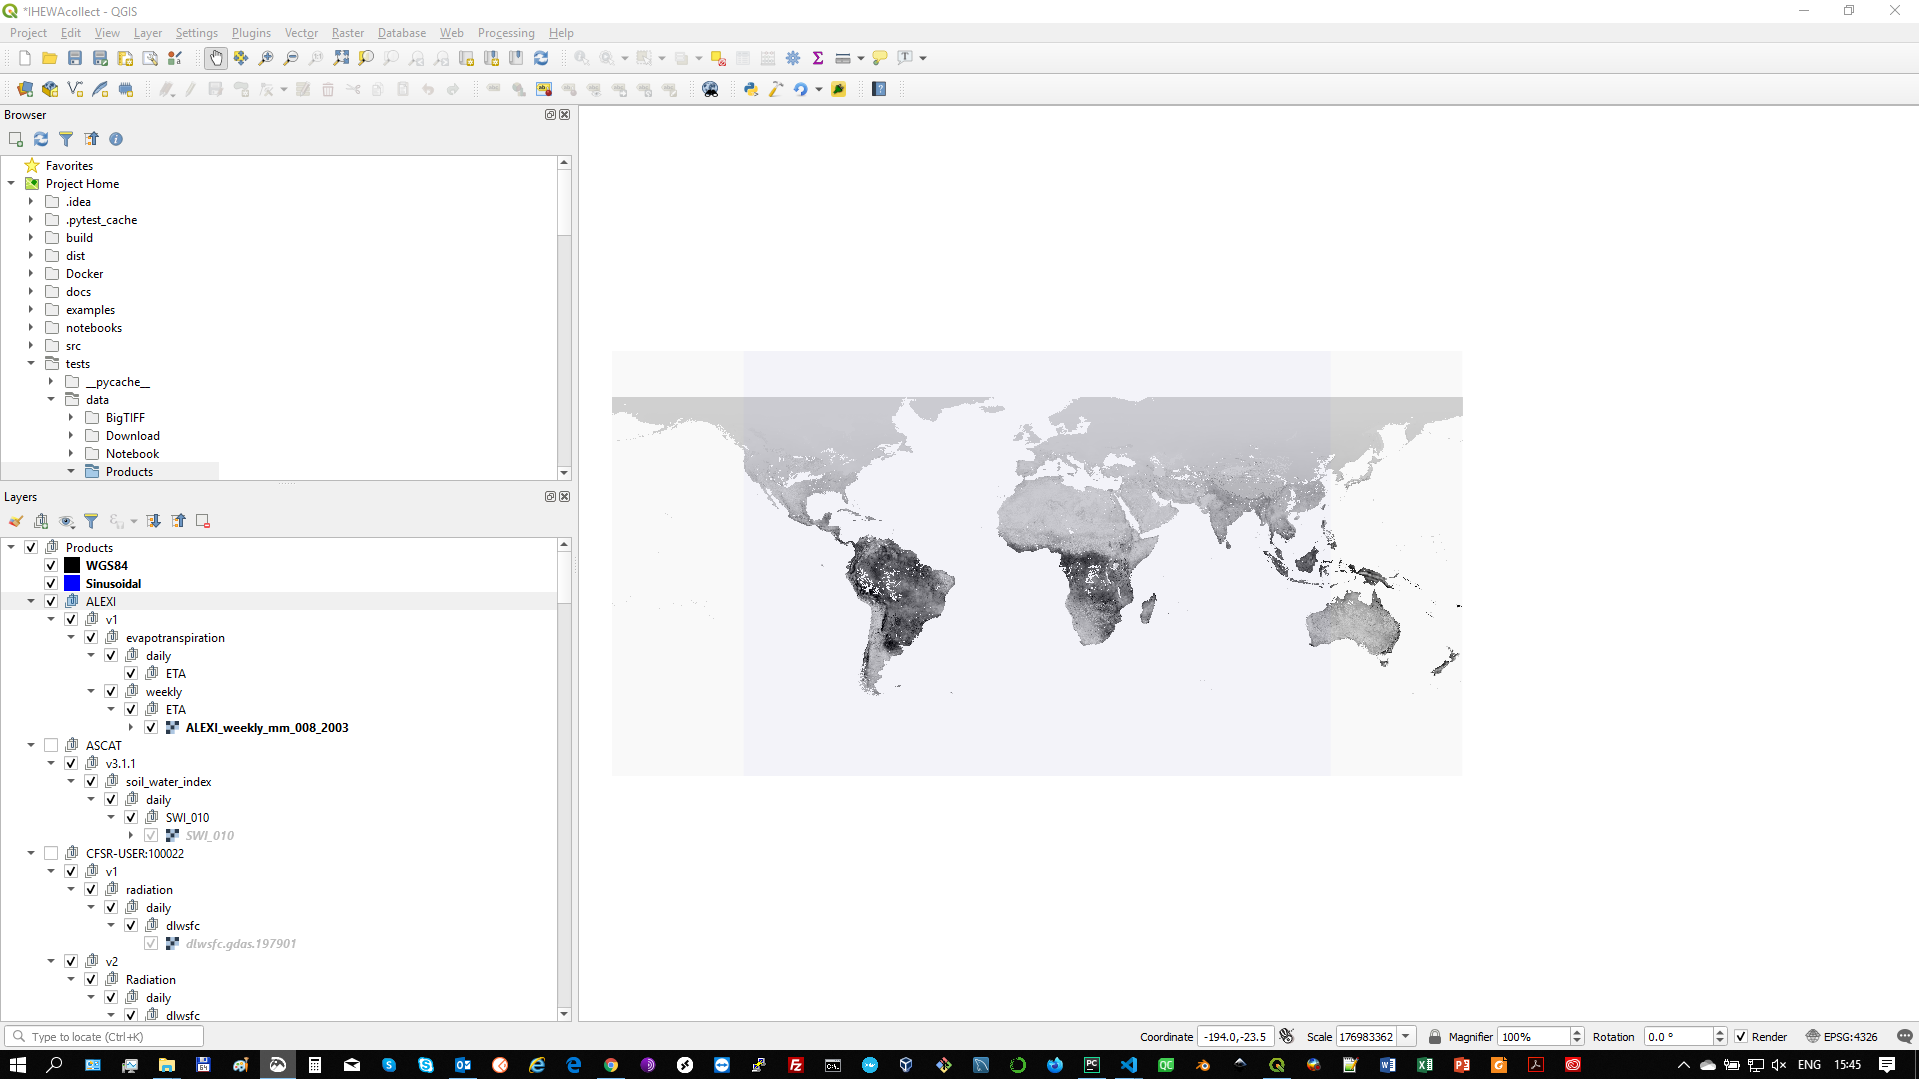 *IHEWAcollect - QGIS
Project Edit View Layer Settings Plugins Vector Raster Database Web Processing Help
Browser
Favorites
Project Home
.idea
.pytest_cache
build
dist
Docker
docs
examples
notebooks
src
tests
__pycache__
data
BigTIFF
Download
Notebook
Products
Layers
Products
WGS84
Sinusoidal
ALEXI
v1
evapotranspiration
daily
ETA
weekly
ETA
ALEXI_weekly_mm_008_2003
ASCAT
v3.1.1
soil_water_index
daily
SWI_010
SWI_010
CFSR-USER:100022
v1
radiation
daily
dlwsfc
dlwsfc.gdas.197901
v2
Radiation
daily
dlwsfc
Type to locate (Ctrl+K) Coordinate -194.0,-23.5 Scale 176983362 Magnifier 100% Rotation 0.0 ° Render EPSG:4326
ENG 15:45